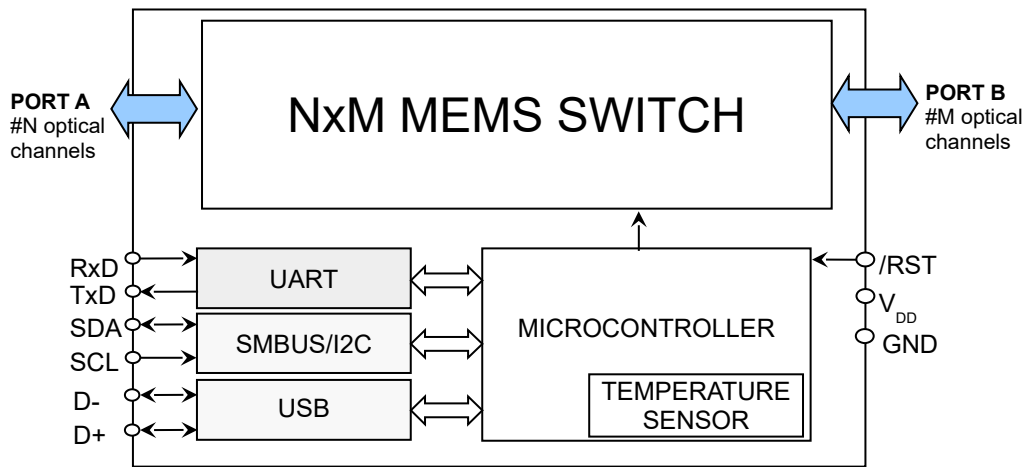 NxM MEMS SWITCH
PORT A
#N optical
channels
PORT B
#M optical
channels
RxD
TxD
SDA
SCL
D-
D+
UART
SMBUS/I2C
USB
MICROCONTROLLER
TEMPERATURE
SENSOR
/RST
VDD
GND